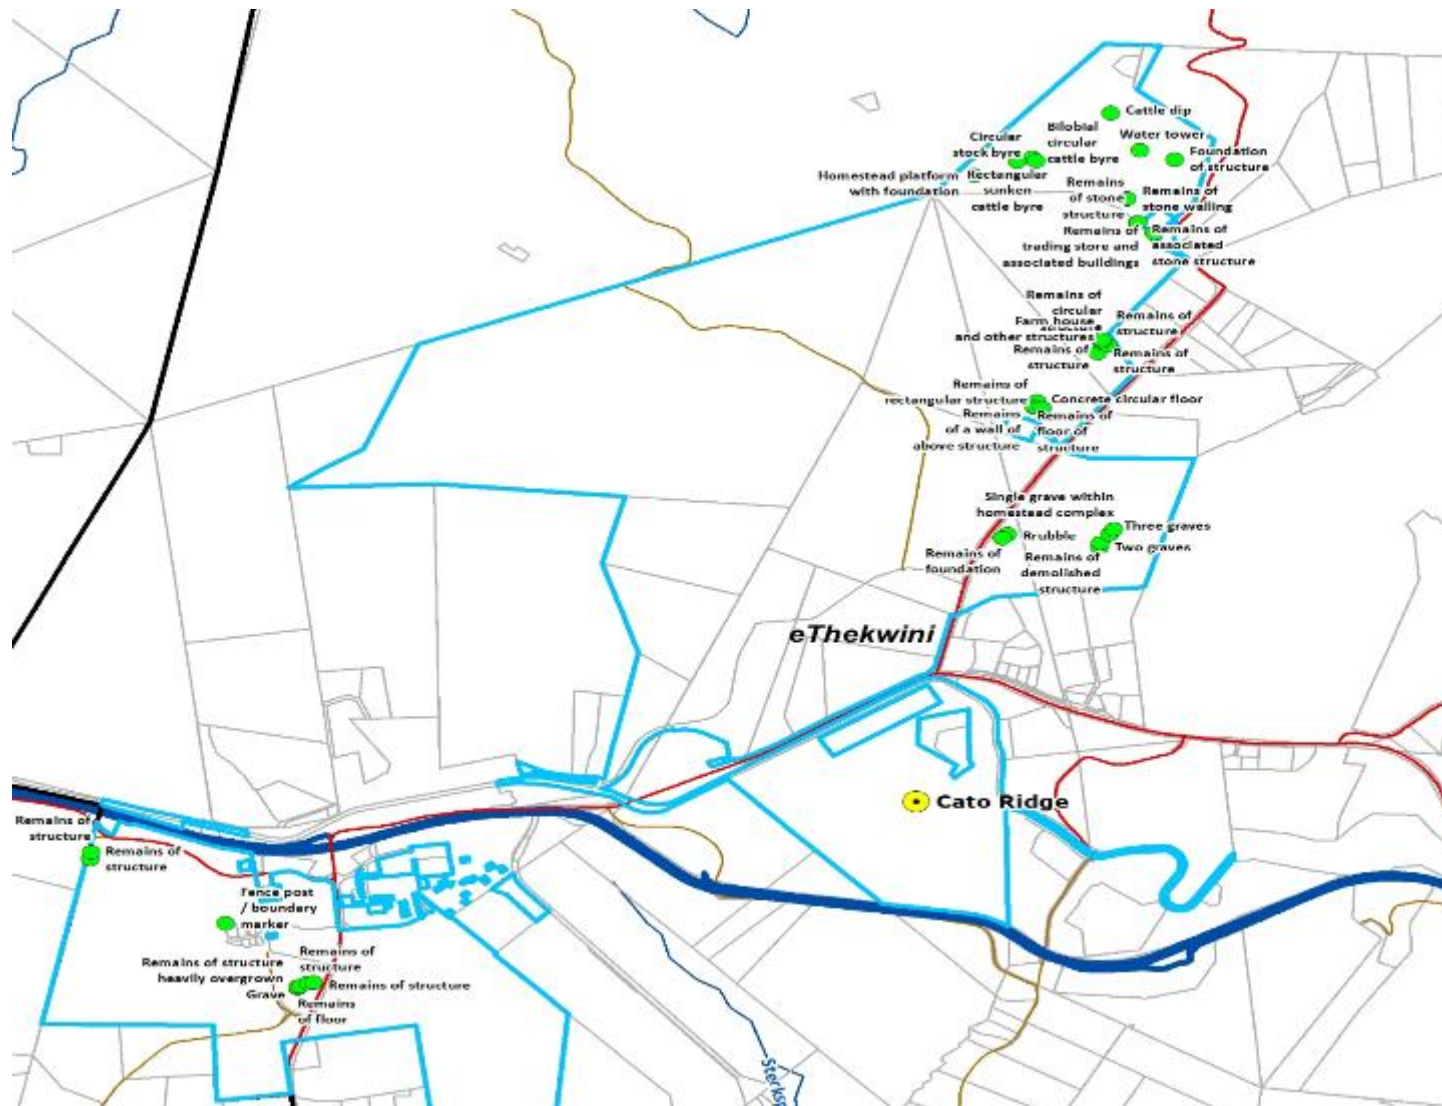 Cattle dip
Water tower
Foundation
of structure
Bilobial
circular
cattle byre
Circular
stock byre
Homestead platform
with foundation
Rectangular
sunken
cattle byre
Remains
of stone
structure
Remains of
stone walling
Remains of
trading store and
associated buildings
Remains of
associated
stone structure
Remains of
circular
Farm house
and other structures
Remains of
structure
Remains of
structure
Remains of
structure
Remains of
rectangular structure
Concrete circular floor
Remains
of a wall of
above structure
Remains of
floor of
structure
Single grave within
homestead complex
Three graves
Two graves
Rrubble
Remains of
foundation
Remains of
demolished
structure
eThekwini
Cato Ridge
Remains of
structure
Remains of
structure
Fence post
/ boundary
marker
Remains of structure
heavily overgrown
Grave
Remains of
structure
Remains of structure
Remains
of floor